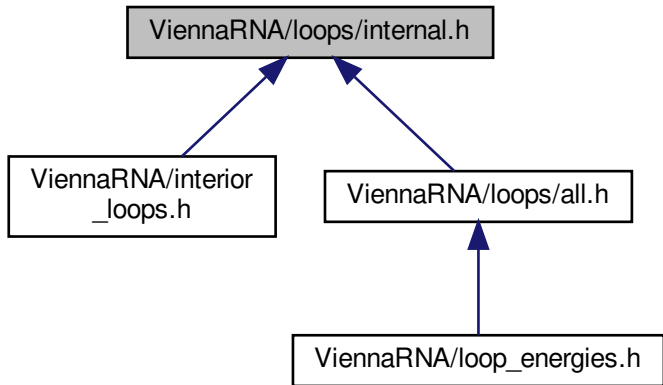 ViennaRNA/loops/internal.h
ViennaRNA/interior
_loops.h
ViennaRNA/loops/all.h
ViennaRNA/loop_energies.h